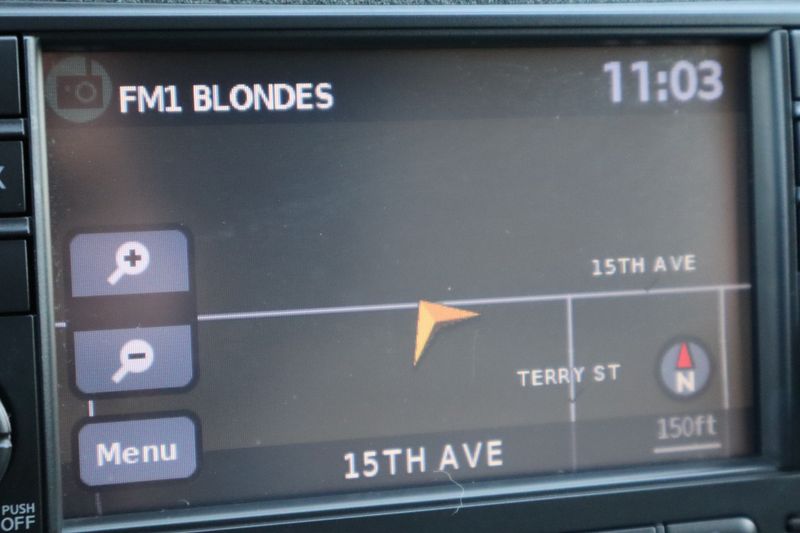 FM1 BLONDES
11:03
15TH AVE
TERRY ST
N
150ft
Menu
15TH AVE
PUSH
OFF